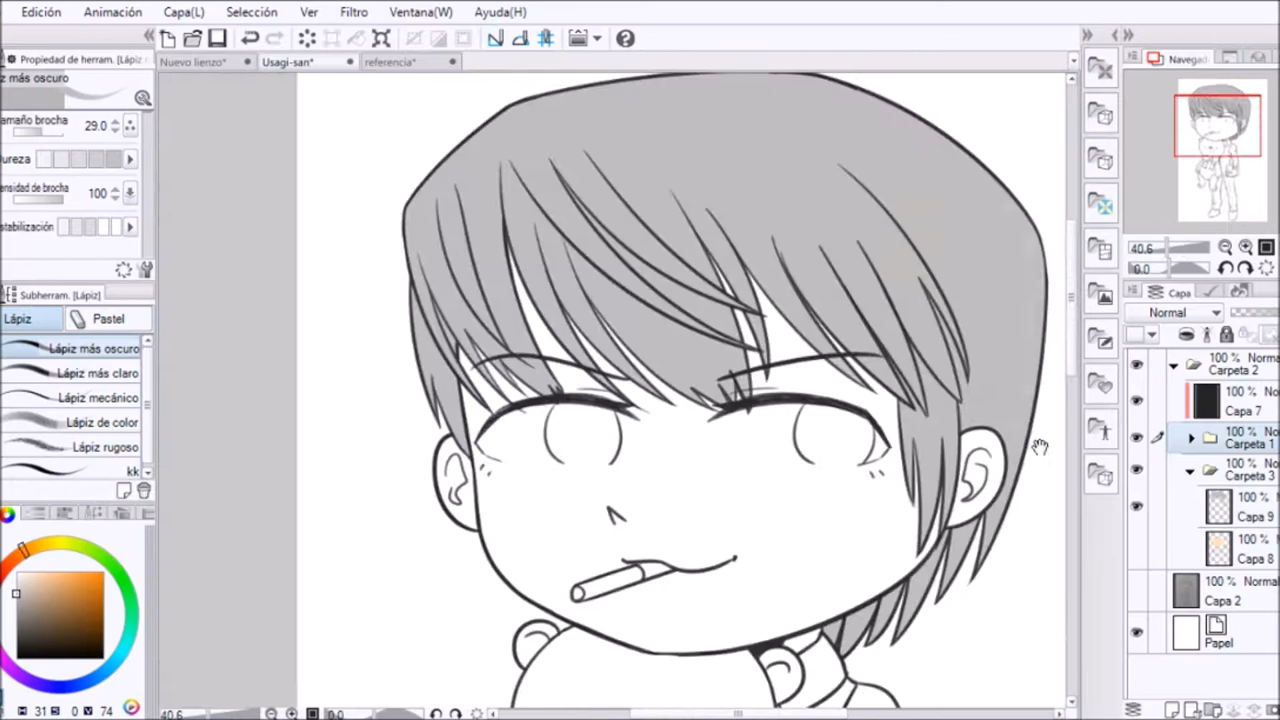 Edición Animación Capa(L) Selección Ver Filtro Ventana(W) Ayuda(H)
Propiedad de herram. [Lápiz
Nuevo lienzo* Usagi-san* referencia*
Navegad
z más oscuro
amaño brocha 29.0
ureza
ensidad de brocha 100
stabilización
40.6
0.0
Subherram. [Lápiz]
Capa
Lápiz Pastel
Normal
Lápiz más oscuro
Lápiz más claro
Lápiz mecánico
Lápiz de color
Lápiz rugoso
kk
100 % Norma
Carpeta 2
100 % No
Capa 7
100 % No
Carpeta 1
100 % No
Carpeta 3
100 %
Capa 9
100 %
Capa 8
100 % Norma
Capa 2
Papel
H 31 S 0 V 74
40.6 0.0